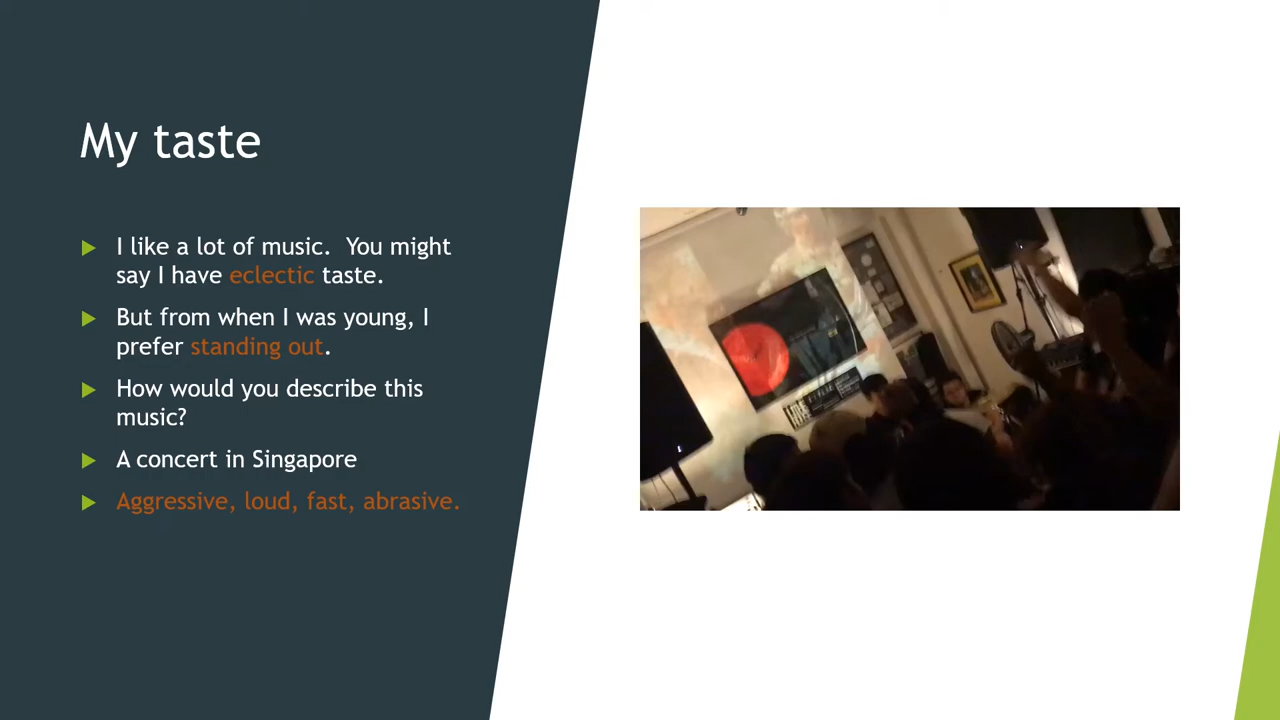 My taste
I like a lot of music.  You might
say I have eclectic taste.
But from when I was young, I
prefer standing out.
How would you describe this
music?
A concert in Singapore
Aggressive, loud, fast, abrasive.